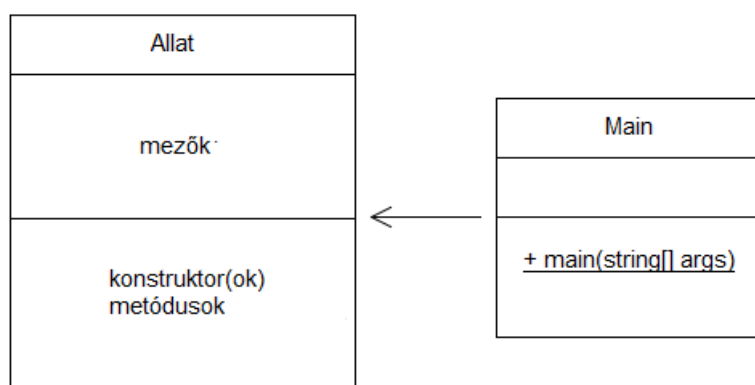 Allat
mezők
konstruktor(ok)
metódusok
Main
+ main(string[] args)